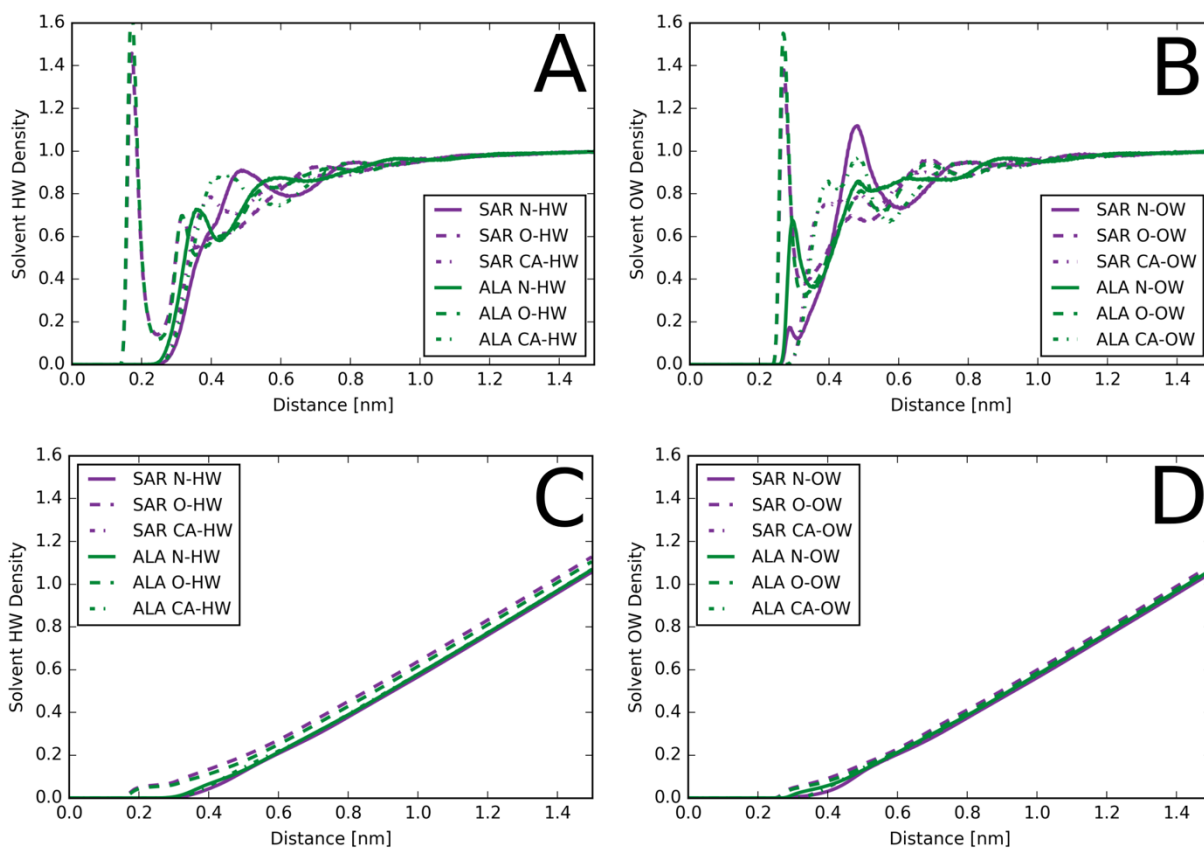 A
Solvent HW Density
1.6
1.4
1.2
1.0
0.8
0.6
0.4
0.2
0.0
SAR N-HW
SAR O-HW
SAR CA-HW
ALA N-HW
ALA O-HW
ALA CA-HW
0.0 0.2 0.4 0.6 0.8 1.0 1.2 1.4
Distance [nm]
B
Solvent OW Density
1.6
1.4
1.2
1.0
0.8
0.6
0.4
0.2
0.0
SAR N-OW
SAR O-OW
SAR CA-OW
ALA N-OW
ALA O-OW
ALA CA-OW
0.0 0.2 0.4 0.6 0.8 1.0 1.2 1.4
Distance [nm]
C
Solvent HW Density
1.6
1.4
1.2
1.0
0.8
0.6
0.4
0.2
0.0
SAR N-HW
SAR O-HW
SAR CA-HW
ALA N-HW
ALA O-HW
ALA CA-HW
0.0 0.2 0.4 0.6 0.8 1.0 1.2 1.4
Distance [nm]
D
Solvent OW Density
1.6
1.4
1.2
1.0
0.8
0.6
0.4
0.2
0.0
SAR N-OW
SAR O-OW
SAR CA-OW
ALA N-OW
ALA O-OW
ALA CA-OW
0.0 0.2 0.4 0.6 0.8 1.0 1.2 1.4
Distance [nm]